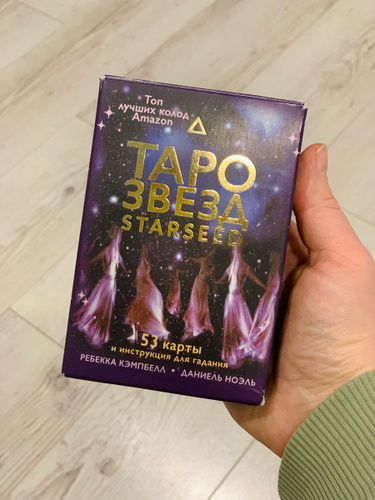 Топ
лучших колод
Amazon
ТАРО
ЗВЕЗД
STARSEED
53 карты
и инструкция для гадания
РЕБЕККА КЭМПБЕЛЛ • ДАНИЕЛЬ НОЭЛЬ